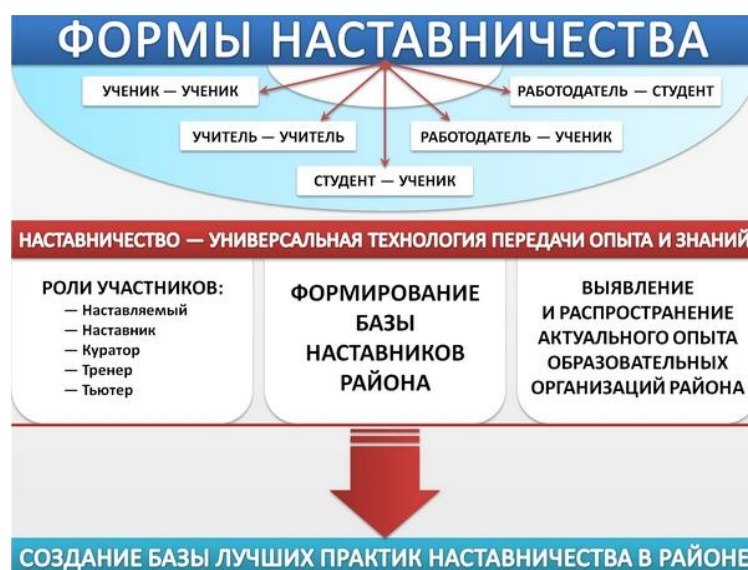 ФОРМЫ НАСТАВНИЧЕСТВА
УЧЕНИК — УЧЕНИК
РАБОТОДАТЕЛЬ — СТУДЕНТ
УЧИТЕЛЬ — УЧИТЕЛЬ
РАБОТОДАТЕЛЬ — УЧЕНИК
СТУДЕНТ — УЧЕНИК
НАСТАВНИЧЕСТВО — УНИВЕРСАЛЬНАЯ ТЕХНОЛОГИЯ ПЕРЕДАЧИ ОПЫТА И ЗНАНИЙ
РОЛИ УЧАСТНИКОВ:
— Наставляемый
— Наставник
— Куратор
— Тренер
— Тьютер
ФОРМИРОВАНИЕ
БАЗЫ
НАСТАВНИКОВ
РАЙОНА
ВЫЯВЛЕНИЕ
И РАСПРОСТРАНЕНИЕ
АКТУАЛЬНОГО ОПЫТА
ОБРАЗОВАТЕЛЬНЫХ
ОРГАНИЗАЦИЙ РАЙОНА
СОЗДАНИЕ БАЗЫ ЛУЧШИХ ПРАКТИК НАСТАВНИЧЕСТВА В РАЙОНЕ